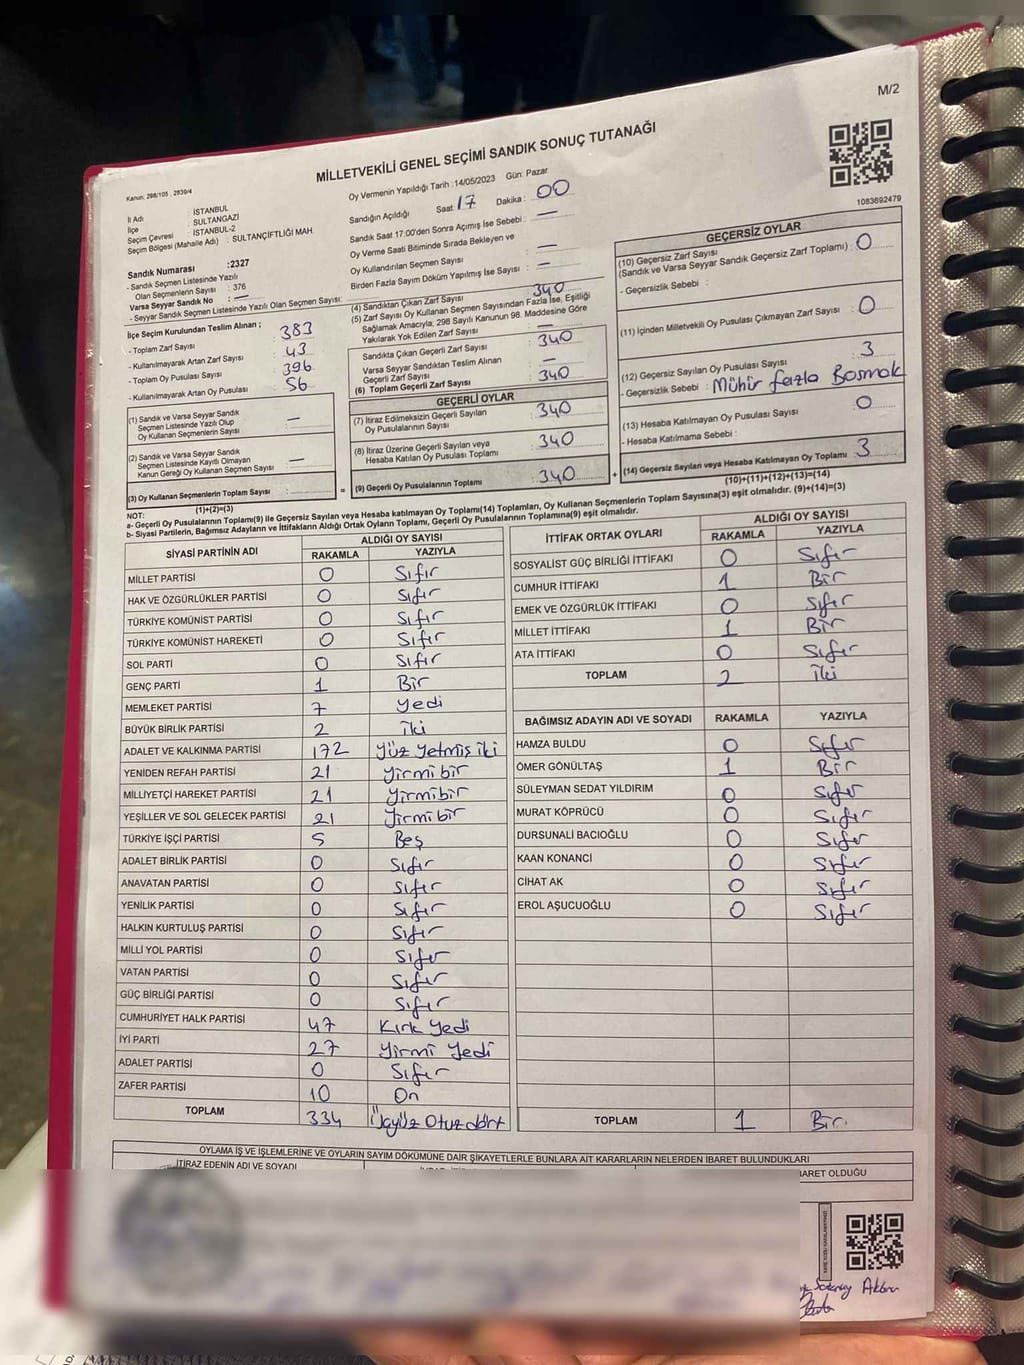 M/2
MİLLETVEKİLİ GENEL SEÇİMİ SANDIK SONUÇ TUTANAĞI
Kanun: 298/105 , 2839/4
1083692479
İl Adı : İSTANBUL
İlçe : SULTANGAZİ
Seçim Çevresi : İSTANBUL-2
Seçim Bölgesi (Mahalle Adı) : SULTANÇİFTLİĞİ MAH
Sandık Numarası :2327
- Sandık Seçmen Listesinde Yazılı
Olan Seçmenlerin Sayısı : 376
Varsa Seyyar Sandık No : —
- Seyyar Sandık Seçmen Listesinde Yazılı Olan Seçmen Sayısı:
İlçe Seçim Kurulundan Teslim Alınan ;
- Toplam Zarf Sayısı : 383
- Kullanılmayarak Artan Zarf Sayısı : 43
- Toplam Oy Pusulası Sayısı : 396
- Kullanılmayarak Artan Oy Pusulası : 56
(1) Sandık ve Varsa Seyyar Sandık
Seçmen Listesinde Yazılı Olup
Oy Kullanan Seçmenlerin Sayısı : —
(2) Sandık ve Varsa Seyyar Sandık
Seçmen Listesinde Kayıtlı Olmayan
Kanun Gereği Oy Kullanan Seçmen Sayısı : —
(3) Oy Kullanan Seçmenlerin Toplam Sayısı :
(1)+(2)=(3)
Oy Vermenin Yapıldığı Tarih : 14/05/2023 Gün: Pazar
Sandığın Açıldığı Saat : 17 Dakika : 00
Sandık Saat 17:00'den Sonra Açılmış İse Sebebi : —
Oy Verme Saati Bitiminde Sırada Bekleyen ve
Oy Kullandırılan Seçmen Sayısı : —
Birden Fazla Sayım Döküm Yapılmış İse Sayısı : —
(4) Sandıktan Çıkan Zarf Sayısı : 340
(5) Zarf Sayısı Oy Kullanan Seçmen Sayısından Fazla İse, Eşitliği
Sağlamak Amacıyla; 298 Sayılı Kanunun 98. Maddesine Göre
Yakılarak Yok Edilen Zarf Sayısı : —
Sandıkta Çıkan Geçerli Zarf Sayısı : 340
Varsa Seyyar Sandıktan Teslim Alınan
Geçerli Zarf Sayısı : —
(6) Toplam Geçerli Zarf Sayısı : 340
GEÇERLİ OYLAR
(7) İtiraz Edilmeksizin Geçerli Sayılan
Oy Pusulalarının Sayısı : 340
(8) İtiraz Üzerine Geçerli Sayılan veya
Hesaba Katılan Oy Pusulası Toplamı : 340
= (9) Geçerli Oy Pusulalarının Toplamı : 340
GEÇERSİZ OYLAR
(10) Geçersiz Zarf Sayısı
(Sandık ve Varsa Seyyar Sandık Geçersiz Zarf Toplamı) : 0
- Geçersizlik Sebebi :
(11) İçinden Milletvekili Oy Pusulası Çıkmayan Zarf Sayısı : 0
(12) Geçersiz Sayılan Oy Pusulası Sayısı : 3
- Geçersizlik Sebebi : Mühür fazla Basmak
(13) Hesaba Katılmayan Oy Pusulası Sayısı : 0
- Hesaba Katılmama Sebebi :
+ (14) Geçersiz Sayılan veya Hesaba Katılmayan Oy Toplamı : 3
(10)+(11)+(12)+(13)=(14)
NOT:
a- Geçerli Oy Pusulalarının Toplamı(9) ile Geçersiz Sayılan veya Hesaba katılmayan Oy Toplamı(14) Toplamları, Oy Kullanan Seçmenlerin Toplam Sayısına(3) eşit olmalıdır. (9)+(14)=(3)
b- Siyasi Partilerin, Bağımsız Adayların ve İttifakların Aldığı Ortak Oyların Toplamı, Geçerli Oy Pusulalarının Toplamına(9) eşit olmalıdır.
SİYASİ PARTİNİN ADI ALDIĞI OY SAYISI
RAKAMLA YAZIYLA
MİLLET PARTİSİ 0 Sıfır
HAK VE ÖZGÜRLÜKLER PARTİSİ 0 Sıfır
TÜRKİYE KOMÜNİST PARTİSİ 0 Sıfır
TÜRKİYE KOMÜNİST HAREKETİ 0 Sıfır
SOL PARTİ 0 Sıfır
GENÇ PARTİ 1 Bir
MEMLEKET PARTİSİ 7 Yedi
BÜYÜK BİRLİK PARTİSİ 2 İki
ADALET VE KALKINMA PARTİSİ 172 Yüz Yetmiş iki
YENİDEN REFAH PARTİSİ 21 Yirmi bir
MİLLİYETÇİ HAREKET PARTİSİ 21 Yirmibir
YEŞİLLER VE SOL GELECEK PARTİSİ 21 Yirmibir
TÜRKİYE İŞÇİ PARTİSİ 5 Beş
ADALET BİRLİK PARTİSİ 0 Sıfır
ANAVATAN PARTİSİ 0 Sıfır
YENİLİK PARTİSİ 0 Sıfır
HALKIN KURTULUŞ PARTİSİ 0 Sıfır
MİLLİ YOL PARTİSİ 0 Sıfır
VATAN PARTİSİ 0 Sıfır
GÜÇ BİRLİĞİ PARTİSİ 0 Sıfır
CUMHURİYET HALK PARTİSİ 47 Kırk Yedi
İYİ PARTİ 27 Yirmi Yedi
ADALET PARTİSİ 0 Sıfır
ZAFER PARTİSİ 10 On
TOPLAM 334 Üçyüz Otuz dört
İTTİFAK ORTAK OYLARI ALDIĞI OY SAYISI
RAKAMLA YAZIYLA
SOSYALİST GÜÇ BİRLİĞİ İTTİFAKI 0 Sıfır
CUMHUR İTTİFAKI 1 Bir
EMEK VE ÖZGÜRLÜK İTTİFAKI 0 Sıfır
MİLLET İTTİFAKI 1 Bir
ATA İTTİFAKI 0 Sıfır
TOPLAM 2 İki
BAĞIMSIZ ADAYIN ADI VE SOYADI RAKAMLA YAZIYLA
HAMZA BULDU 0 Sıfır
ÖMER GÖNÜLTAŞ 1 Bir
SÜLEYMAN SEDAT YILDIRIM 0 Sıfır
MURAT KÖPRÜCÜ 0 Sıfır
DURSUNALİ BACIOĞLU 0 Sıfır
KAAN KONANCİ 0 Sıfır
CİHAT AK 0 Sıfır
EROL AŞUCUOĞLU 0 Sıfır
TOPLAM 1 Bir
OYLAMA İŞ VE İŞLEMLERİNE VE OYLARIN SAYIM DÖKÜMÜNE DAİR ŞİKAYETLERLE BUNLARA AİT KARARLARIN NELERDEN İBARET BULUNDUKLARI
İTİRAZ EDENİN ADI VE SOYADI
İBARET OLDUĞU